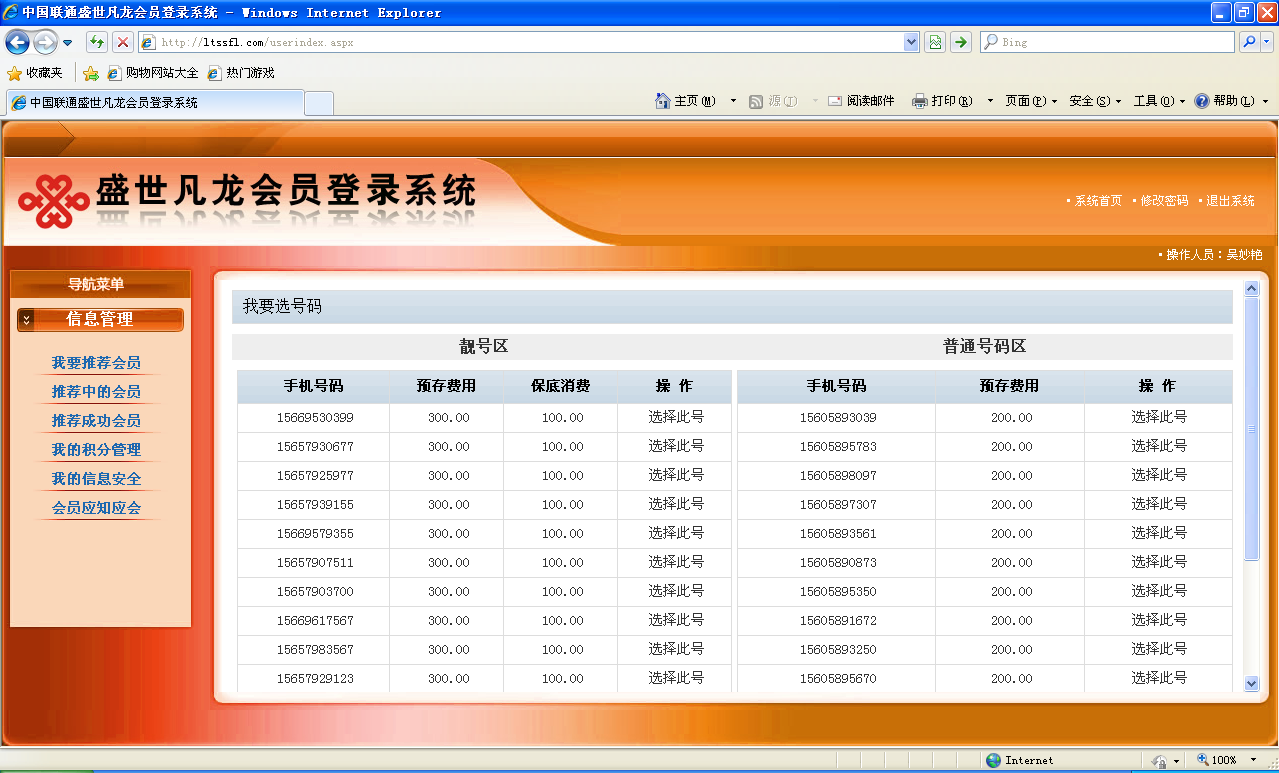 中国联通盛世凡龙会员登录系统 - Windows Internet Explorer
http://ltssfl.com/userindex.aspx
Bing
收藏夹 购物网站大全 热门游戏
中国联通盛世凡龙会员登录系统
主页(M) 源(J) 阅读邮件 打印(R) 页面(P) 安全(S) 工具(O) 帮助(L)
盛世凡龙会员登录系统
·系统首页 ·修改密码 ·退出系统
·操作人员：吴妙艳
导航菜单
信息管理
我要推荐会员
推荐中的会员
推荐成功会员
我的积分管理
我的信息安全
会员应知应会
我要选号码
靓号区 普通号码区
手机号码 预存费用 保底消费 操 作 手机号码 预存费用 操 作
15669530399 300.00 100.00 选择此号 15605893039 200.00 选择此号
15657930677 300.00 100.00 选择此号 15605895783 200.00 选择此号
15657925977 300.00 100.00 选择此号 15605898097 200.00 选择此号
15657939155 300.00 100.00 选择此号 15605897307 200.00 选择此号
15669579355 300.00 100.00 选择此号 15605893561 200.00 选择此号
15657907511 300.00 100.00 选择此号 15605890873 200.00 选择此号
15657903700 300.00 100.00 选择此号 15605895350 200.00 选择此号
15669617567 300.00 100.00 选择此号 15605891672 200.00 选择此号
15657983567 300.00 100.00 选择此号 15605893250 200.00 选择此号
15657929123 300.00 100.00 选择此号 15605895670 200.00 选择此号
Internet 100%